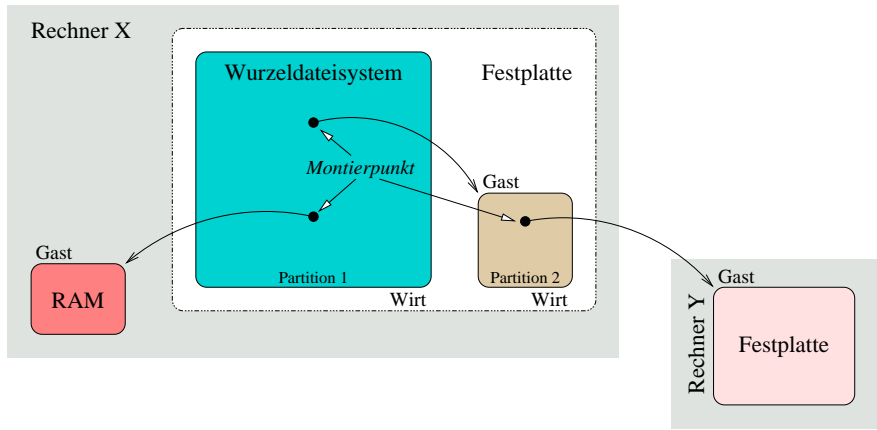 Rechner X
Wurzeldateisystem
Festplatte
Montierpunkt
Gast
Gast
RAM
Partition 1
Partition 2
Wirt
Wirt
Gast
Rechner Y
Festplatte